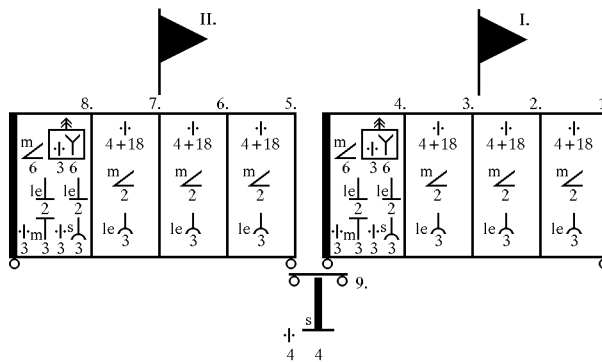 II. I.
8. 7. 6. 5. 4. 3. 2. 1
4+18 4+18 4+18 4+18 4+18 4+18
m 6 3 6 m 2 m 2 m 2 m 6 3 6 m 2 m 2 m 2
le 2 le 2 le 2 le 2
m s le 3 le 3 le 3 m s le 3 le 3 le 3
3 3 3 3 3 3 3 3
9.
s
4 4